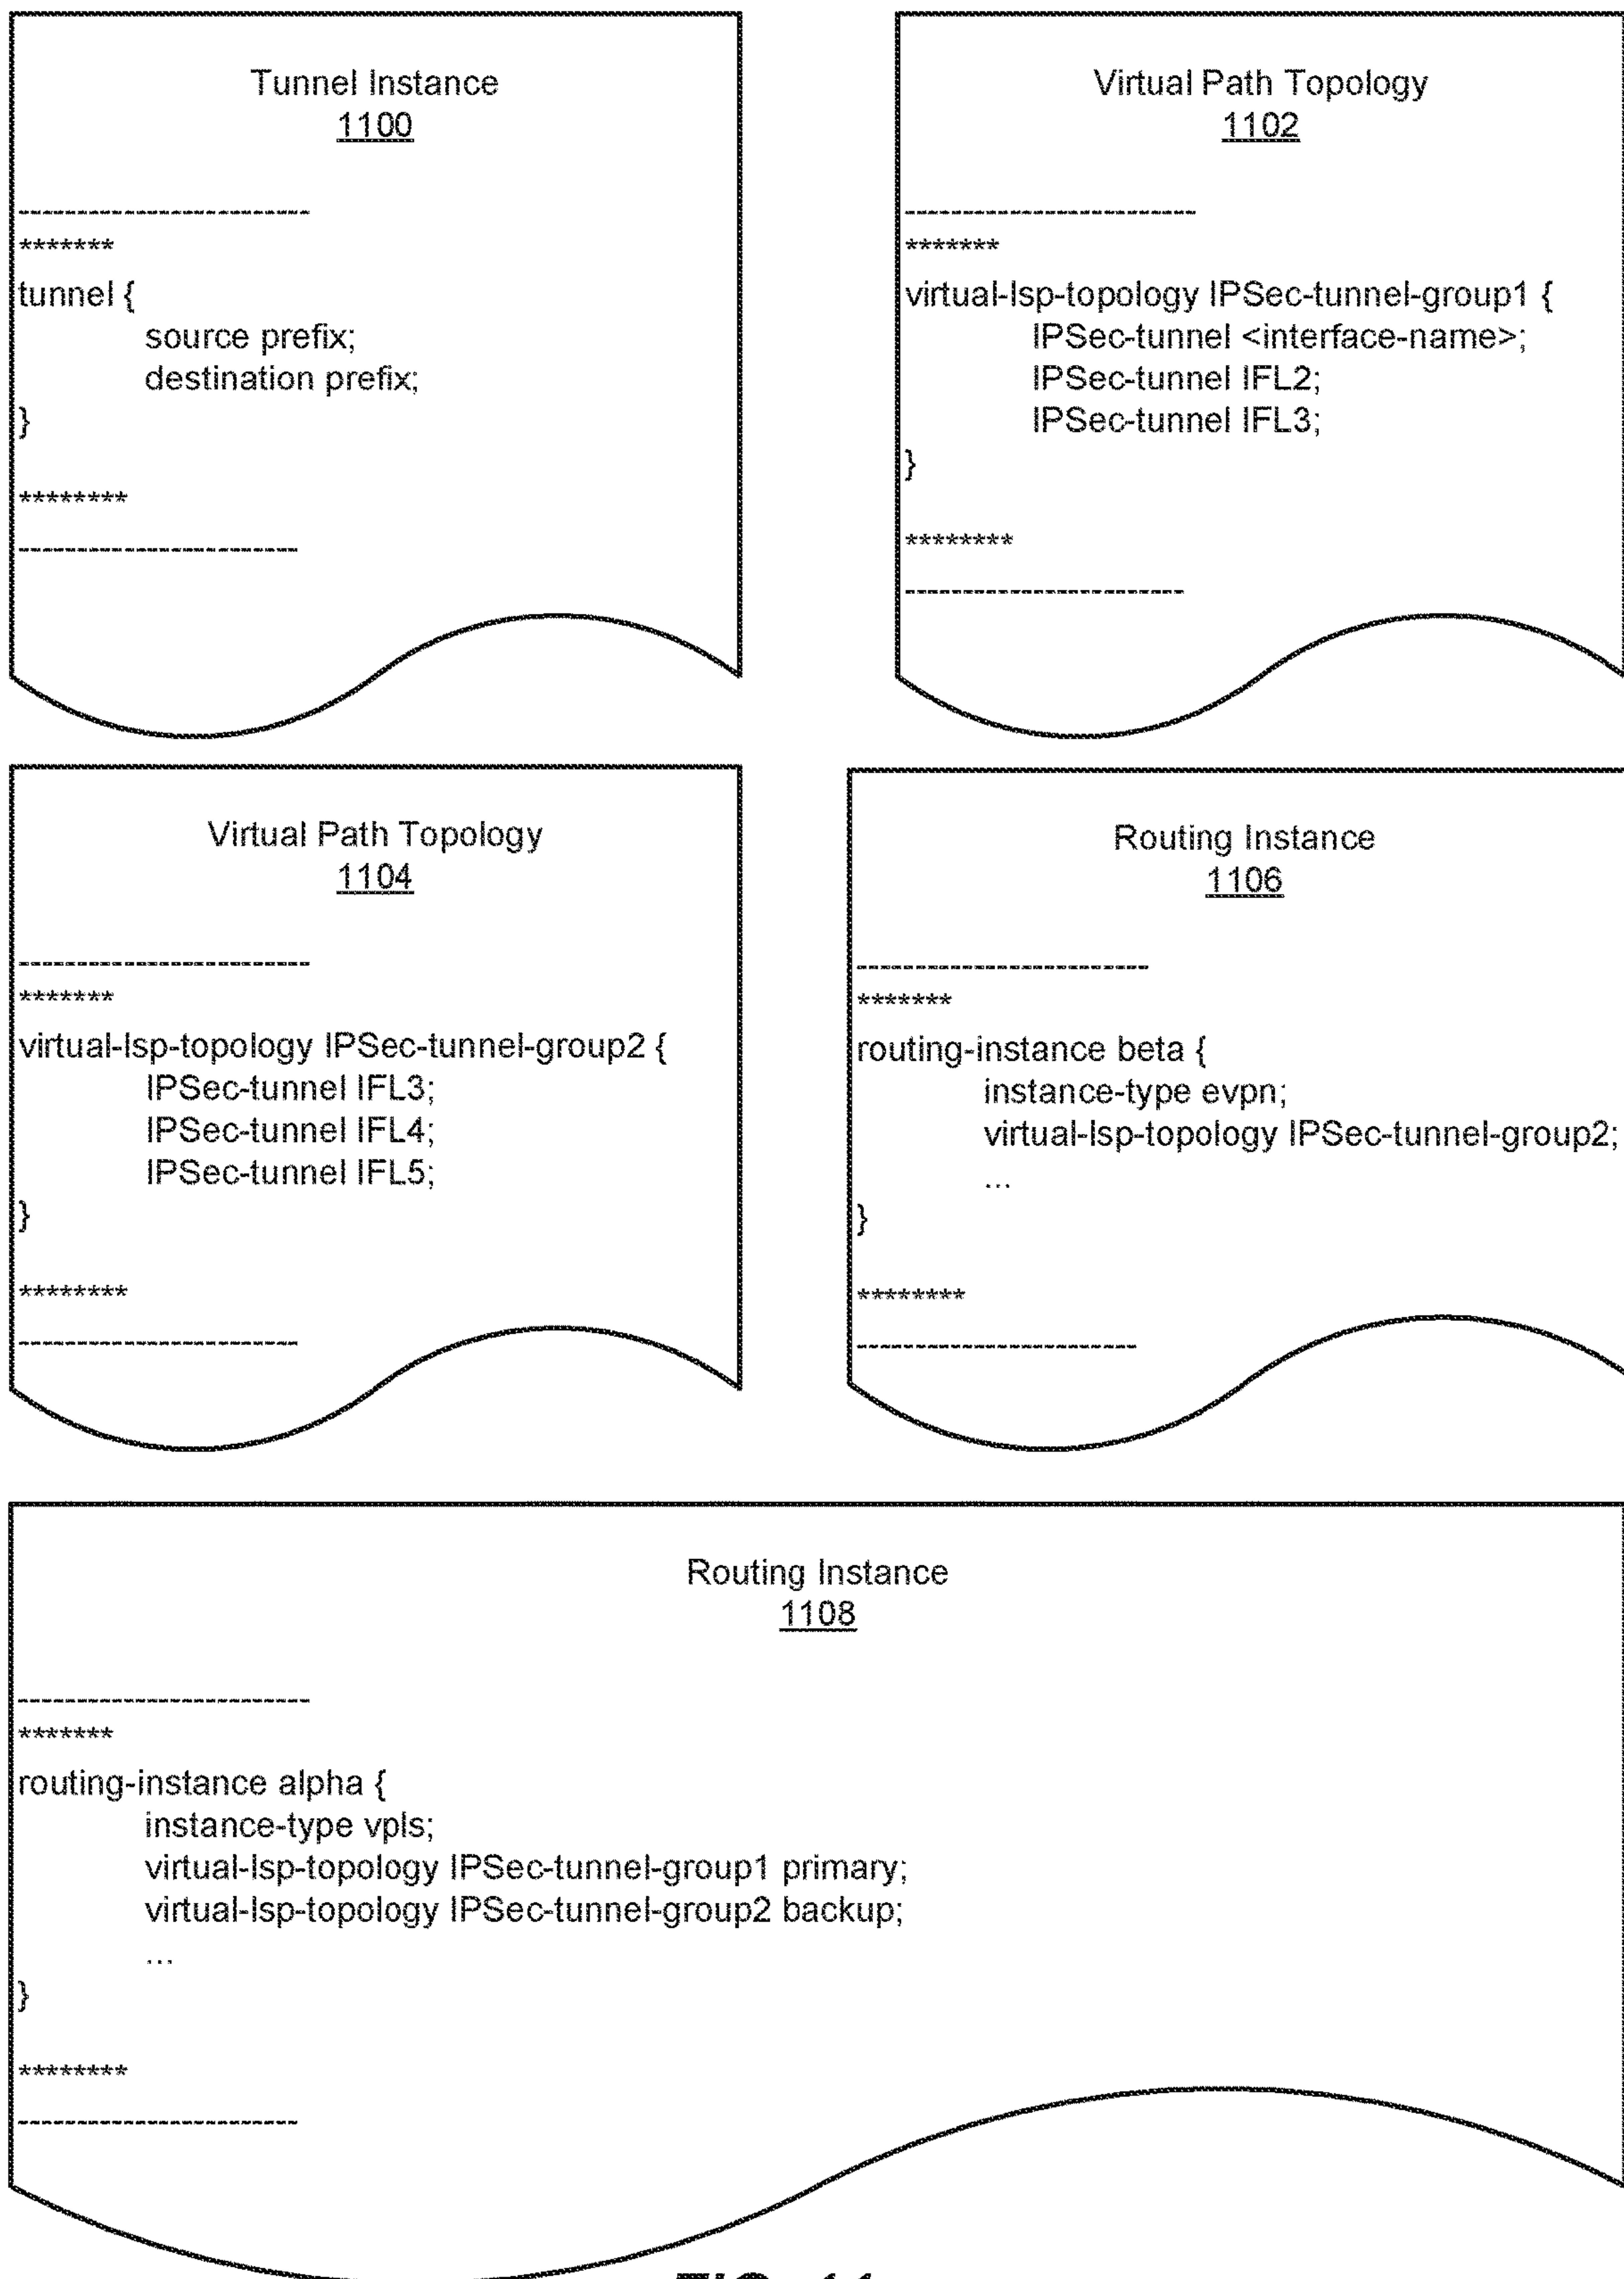 Tunnel Instance
1100
-------------------------
*******
tunnel {
source prefix;
destination prefix;
}
********
------------------------
Virtual Path Topology
1102
-------------------------
*******
virtual-lsp-topology IPSec-tunnel-group1 {
IPSec-tunnel <interface-name>;
IPSec-tunnel IFL2;
IPSec-tunnel IFL3;
}
********
------------------------
Virtual Path Topology
1104
-------------------------
*******
virtual-lsp-topology IPSec-tunnel-group2 {
IPSec-tunnel IFL3;
IPSec-tunnel IFL4;
IPSec-tunnel IFL5;
}
********
------------------------
Routing Instance
1106
-------------------------
*******
routing-instance beta {
instance-type evpn;
virtual-lsp-topology IPSec-tunnel-group2;
...
}
********
------------------------
Routing Instance
1108
-------------------------
*******
routing-instance alpha {
instance-type vpls;
virtual-lsp-topology IPSec-tunnel-group1 primary;
virtual-lsp-topology IPSec-tunnel-group2 backup;
...
}
********
------------------------